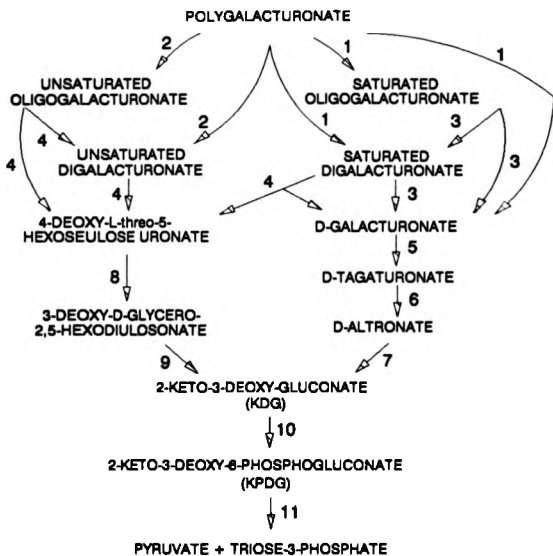 POLYGALACTURONATE
2
1
1
UNSATURATED
OLIGOGALACTURONATE
SATURATED
OLIGOGALACTURONATE
4
2
1
3
4
3
UNSATURATED
DIGALACTURONATE
SATURATED
DIGALACTURONATE
4
4
3
4-DEOXY-L-threo-5-
HEXOSEULOSE URONATE
D-GALACTURONATE
5
8
D-TAGATURONATE
6
3-DEOXY-D-GLYCERO-
2,5-HEXODIULOSONATE
D-ALTRONATE
9
7
2-KETO-3-DEOXY-GLUCONATE
(KDG)
10
2-KETO-3-DEOXY-6-PHOSPHOGLUCONATE
(KPDG)
11
PYRUVATE + TRIOSE-3-PHOSPHATE